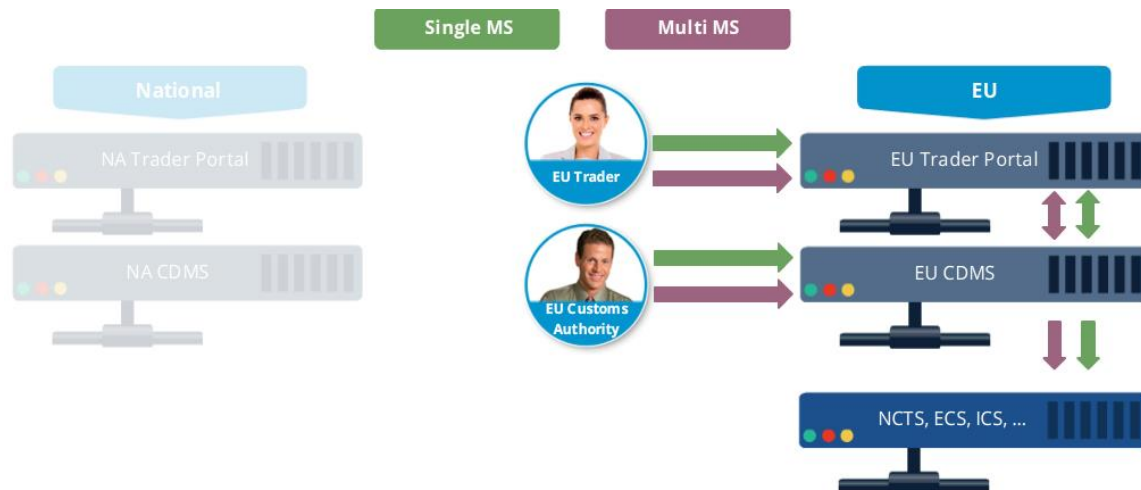 Single MS
Multi MS
National
EU
NA Trader Portal
EU Trader
EU Trader Portal
NA CDMS
EU Customs
Authority
EU CDMS
NCTS, ECS, ICS, ...